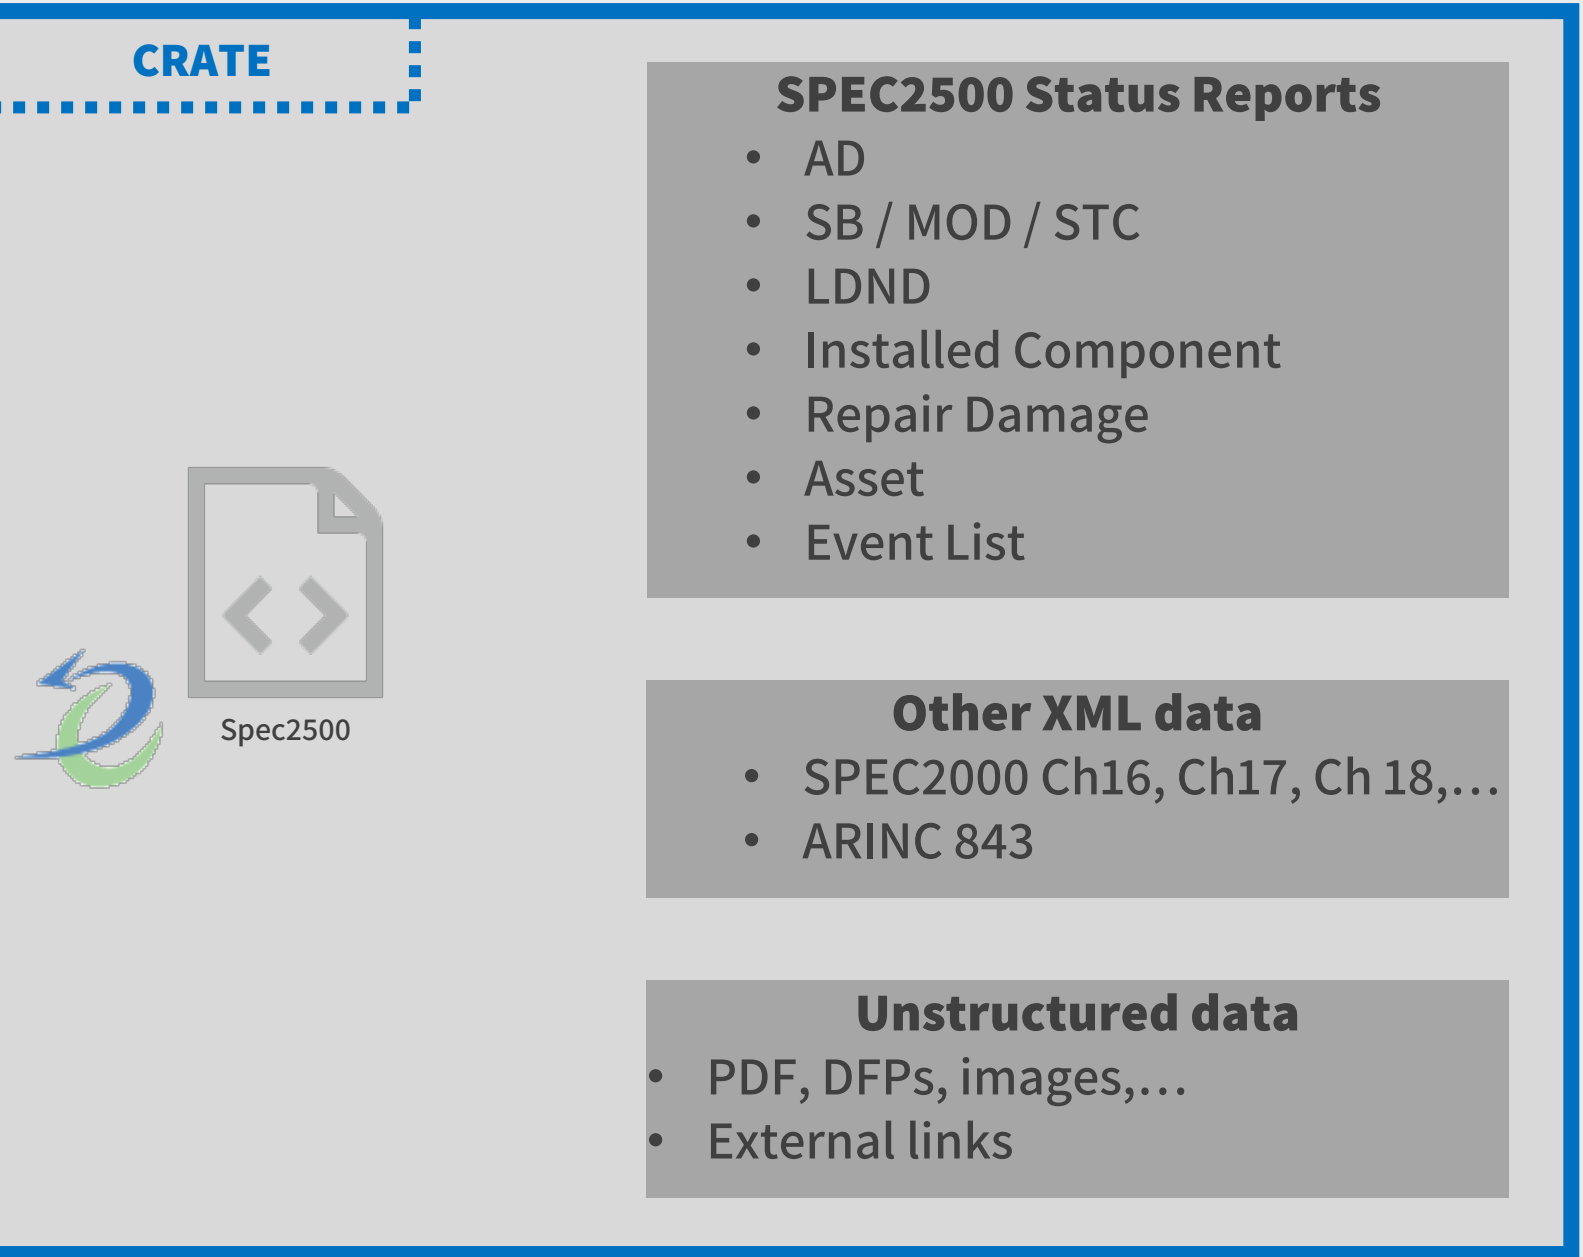 CRATE
SPEC2500 Status Reports
• AD
• SB / MOD / STC
• LDND
• Installed Component
• Repair Damage
• Asset
• Event List
Spec2500
Other XML data
• SPEC2000 Ch16, Ch17, Ch 18,…
• ARINC 843
Unstructured data
• PDF, DFPs, images,…
• External links